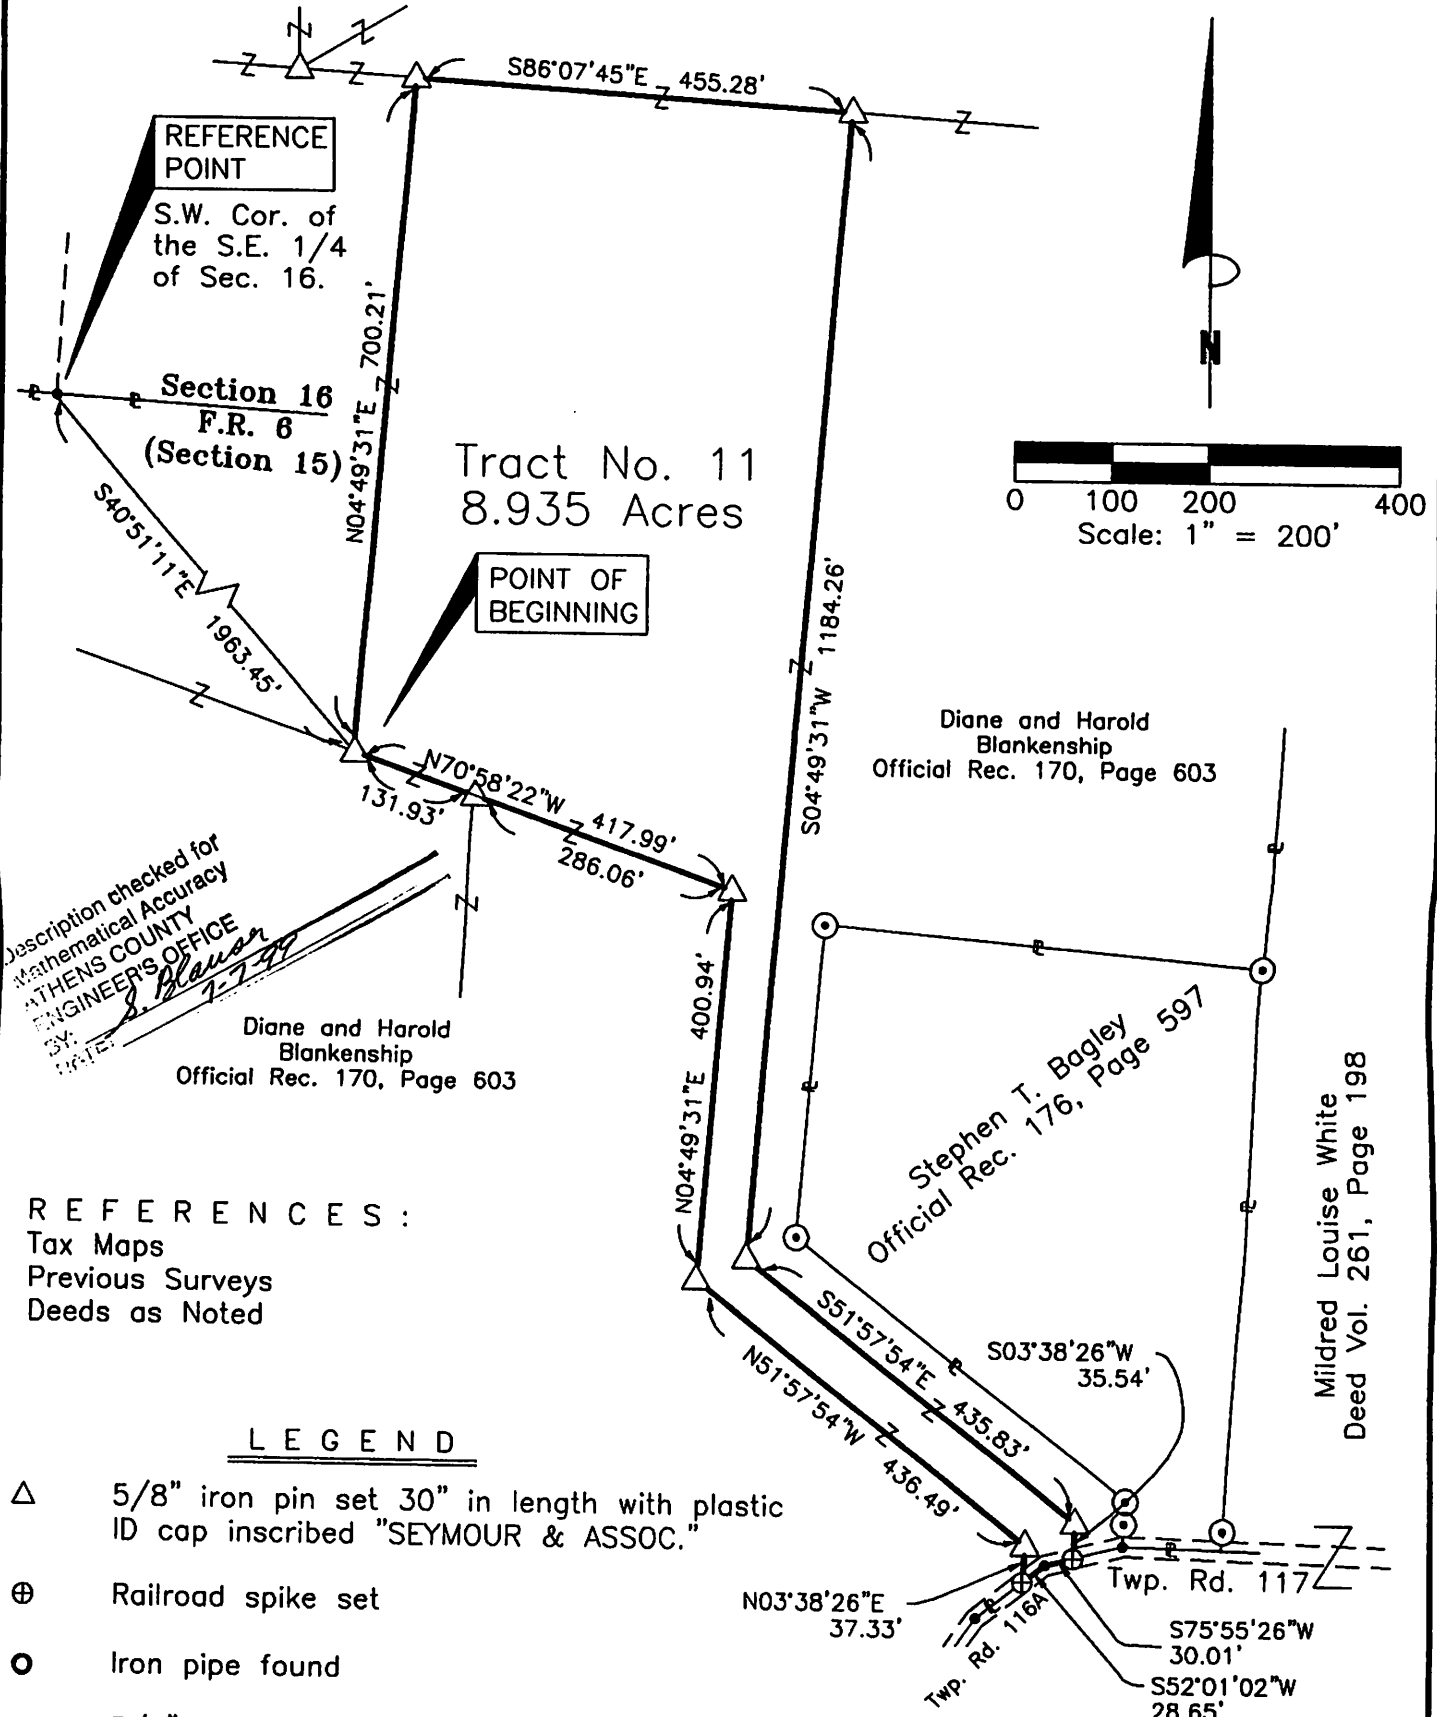 S86°07'45"E 455.28'
REFERENCE
POINT
S.W. Cor. of
the S.E. 1/4
of Sec. 16.
N04°49'31"E 700.21'
Section 16
F.R. 6
(Section 15)
Tract No. 11
8.935 Acres
N
0 100 200 400
Scale: 1" = 200'
S40°51'11"E 1963.45'
POINT OF
BEGINNING
S04°49'31"W 1184.26'
Diane and Harold
Blankenship
Official Rec. 170, Page 603
N70°58'22"W 417.99'
131.93'
286.06'
Description checked for
Mathematical Accuracy
ATHENS COUNTY
ENGINEER'S OFFICE
BY: S. Blauser
DATE: 7-7-99
Diane and Harold
Blankenship
Official Rec. 170, Page 603
N04°49'31"E 400.94'
Stephen T. Bagley
Official Rec. 176, Page 597
Mildred Louise White
Deed Vol. 261, Page 198
REFERENCES:
Tax Maps
Previous Surveys
Deeds as Noted
S51°57'54"E 435.83'
N51°57'54"W 436.49'
S03°38'26"W
35.54'
LEGEND
5/8" iron pin set 30" in length with plastic
ID cap inscribed "SEYMOUR & ASSOC."
Railroad spike set
Iron pipe found
N03°38'26"E
37.33'
Twp. Rd. 116A
Twp. Rd. 117
S75°55'26"W
30.01'
S52°01'02"W
28.65'